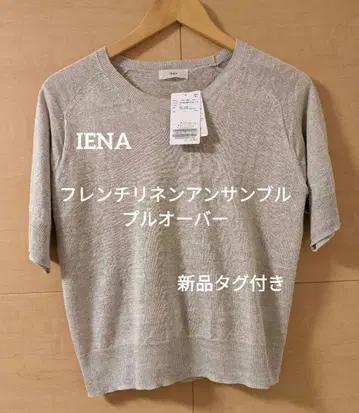 IENA
フレンチリネンアンサンブル
プルオーバー
新品タグ付き